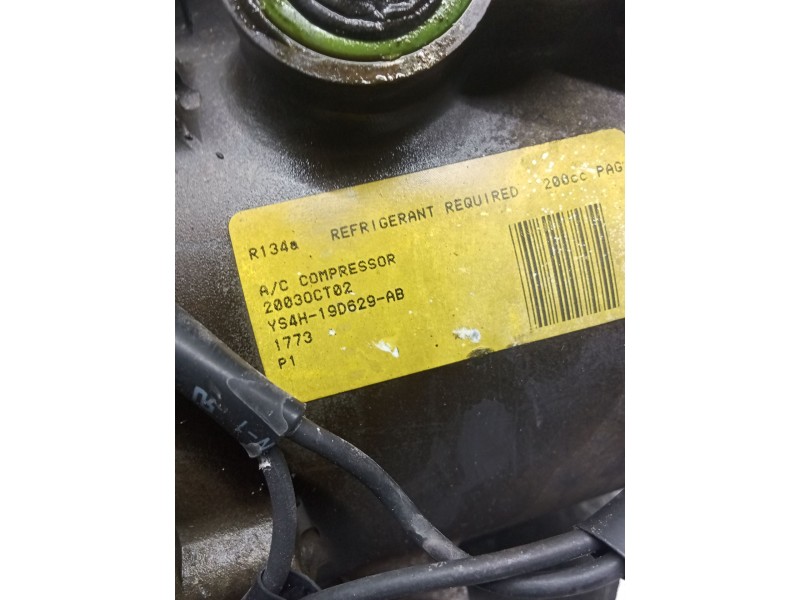 R134a REFRIGERANT REQUIRED 200cc PAG
A/C COMPRESSOR
2003OCT02
YS4H-19D629-AB
1773
P1